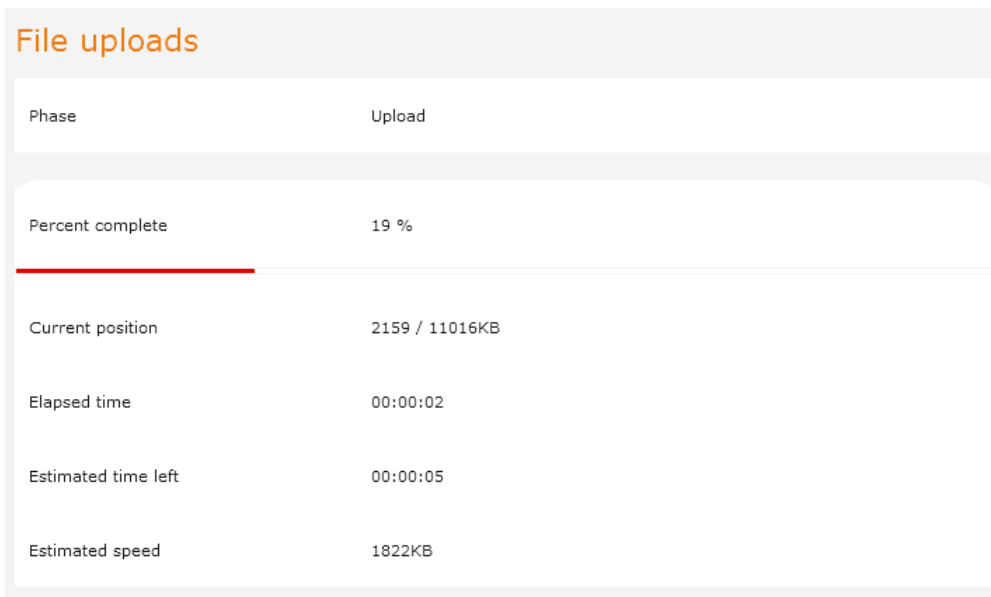 File uploads
Phase Upload
Percent complete 19 %
Current position 2159 / 11016KB
Elapsed time 00:00:02
Estimated time left 00:00:05
Estimated speed 1822KB